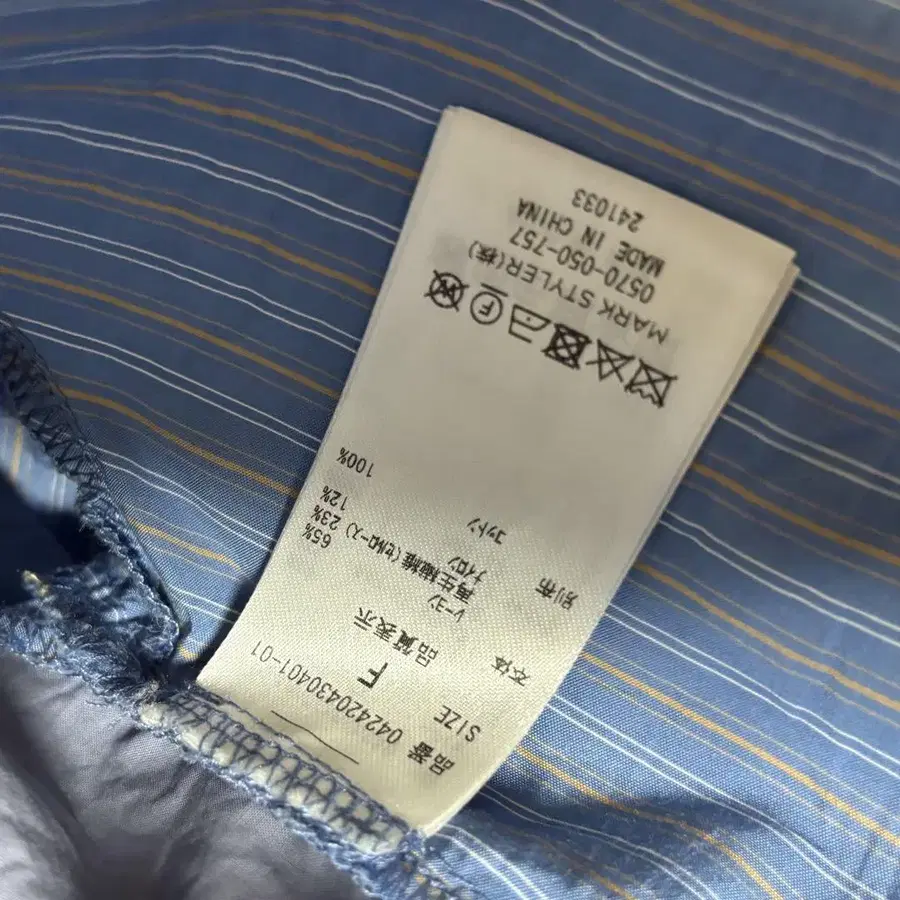 品番 042420430401-01
SIZE F
品質表示
本体 レーヨン 65%
再生繊維(セルロース) 23%
ナイロン 12%
別布 コットン 100%
MARK STYLER(株)
0570-050-757
MADE IN CHINA
241033